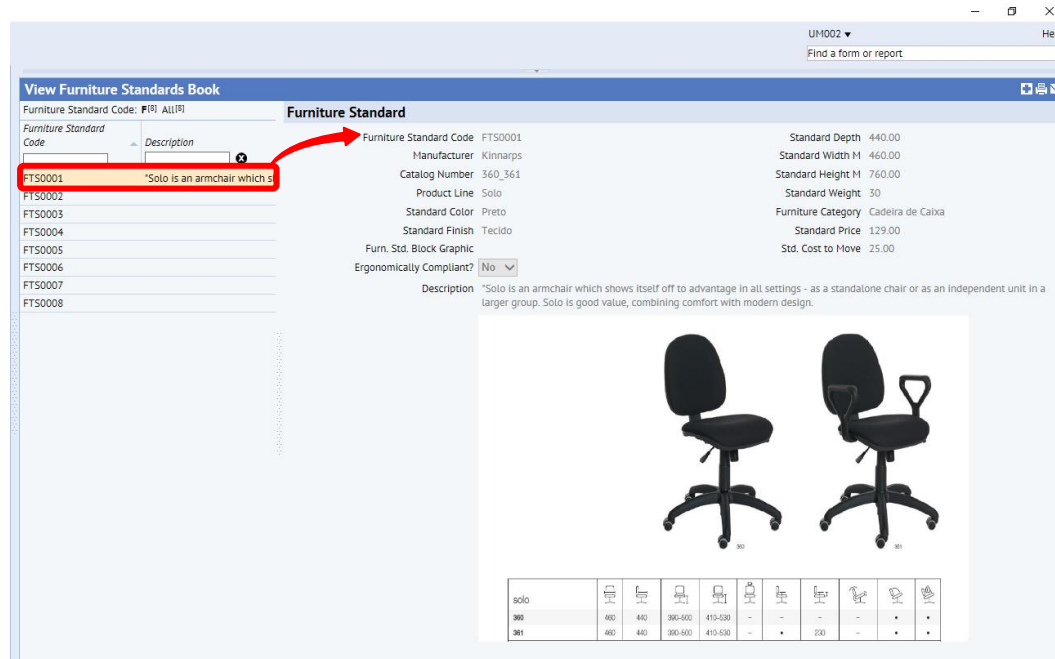 UM002 ▼ He
Find a form or report
View Furniture Standards Book
Furniture Standard Code: F[8] All[8]
Furniture Standard
Code
Description
FTS0001 "Solo is an armchair which s
FTS0002
FTS0003
FTS0004
FTS0005
FTS0006
FTS0007
FTS0008
Furniture Standard
Furniture Standard Code FTS0001
Manufacturer Kinnarps
Catalog Number 360_361
Product Line Solo
Standard Color Preto
Standard Finish Tecido
Furn. Std. Block Graphic
Ergonomically Compliant? No
Standard Depth 440.00
Standard Width M 460.00
Standard Height M 760.00
Standard Weight 30
Furniture Category Cadeira de Caixa
Standard Price 129.00
Std. Cost to Move 25.00
Description "Solo is an armchair which shows itself off to advantage in all settings - as a standalone chair or as an independent unit in a
larger group. Solo is good value, combining comfort with modern design.
360 361
solo
360 460 440 390-500 410-530 - - - - • •
361 460 440 390-500 410-530 - • 230 - • •